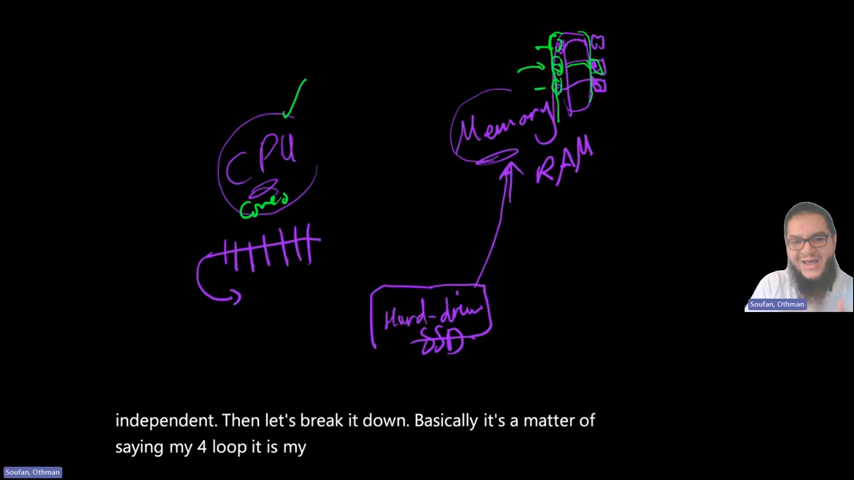 Memory
RAM
CPU
Cores
Hard-drive
SSD
Soufan, Othman
independent. Then let's break it down. Basically it's a matter of
saying my 4 loop it is my
Soufan, Othman